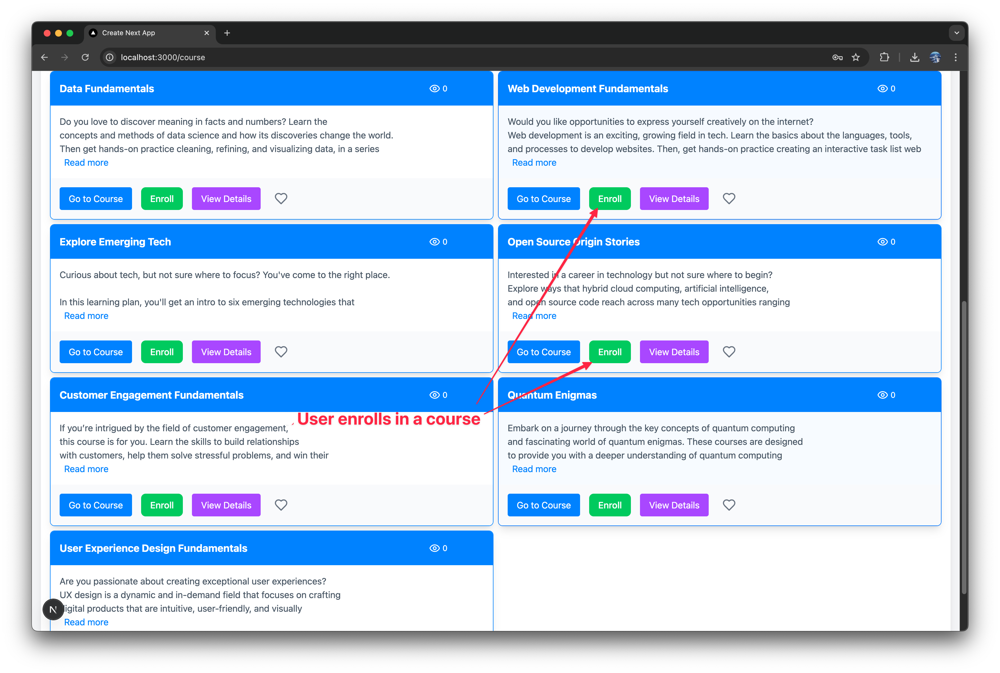 Create Next App
localhost:3000/course
Data Fundamentals 0
Do you love to discover meaning in facts and numbers? Learn the
concepts and methods of data science and how its discoveries change the world.
Then get hands-on practice cleaning, refining, and visualizing data, in a series
Read more
Go to Course Enroll View Details
Web Development Fundamentals 0
Would you like opportunities to express yourself creatively on the internet?
Web development is an exciting, growing field in tech. Learn the basics about the languages, tools,
and processes to develop websites. Then, get hands-on practice creating an interactive task list web
Read more
Go to Course Enroll View Details
Explore Emerging Tech 0
Curious about tech, but not sure where to focus? You've come to the right place.
In this learning plan, you'll get an intro to six emerging technologies that
Read more
Go to Course Enroll View Details
Open Source Origin Stories 0
Interested in a career in technology but not sure where to begin?
Explore ways that hybrid cloud computing, artificial intelligence,
and open source code reach across many tech opportunities ranging
Read more
Go to Course Enroll View Details
Customer Engagement Fundamentals 0
If you’re intrigued by the field of customer engagement,
this course is for you. Learn the skills to build relationships
with customers, help them solve stressful problems, and win their
Read more
Go to Course Enroll View Details
User enrolls in a course
Quantum Enigmas 0
Embark on a journey through the key concepts of quantum computing
and fascinating world of quantum enigmas. These courses are designed
to provide you with a deeper understanding of quantum computing
Read more
Go to Course Enroll View Details
User Experience Design Fundamentals 0
Are you passionate about creating exceptional user experiences?
UX design is a dynamic and in-demand field that focuses on crafting
digital products that are intuitive, user-friendly, and visually
Read more
N